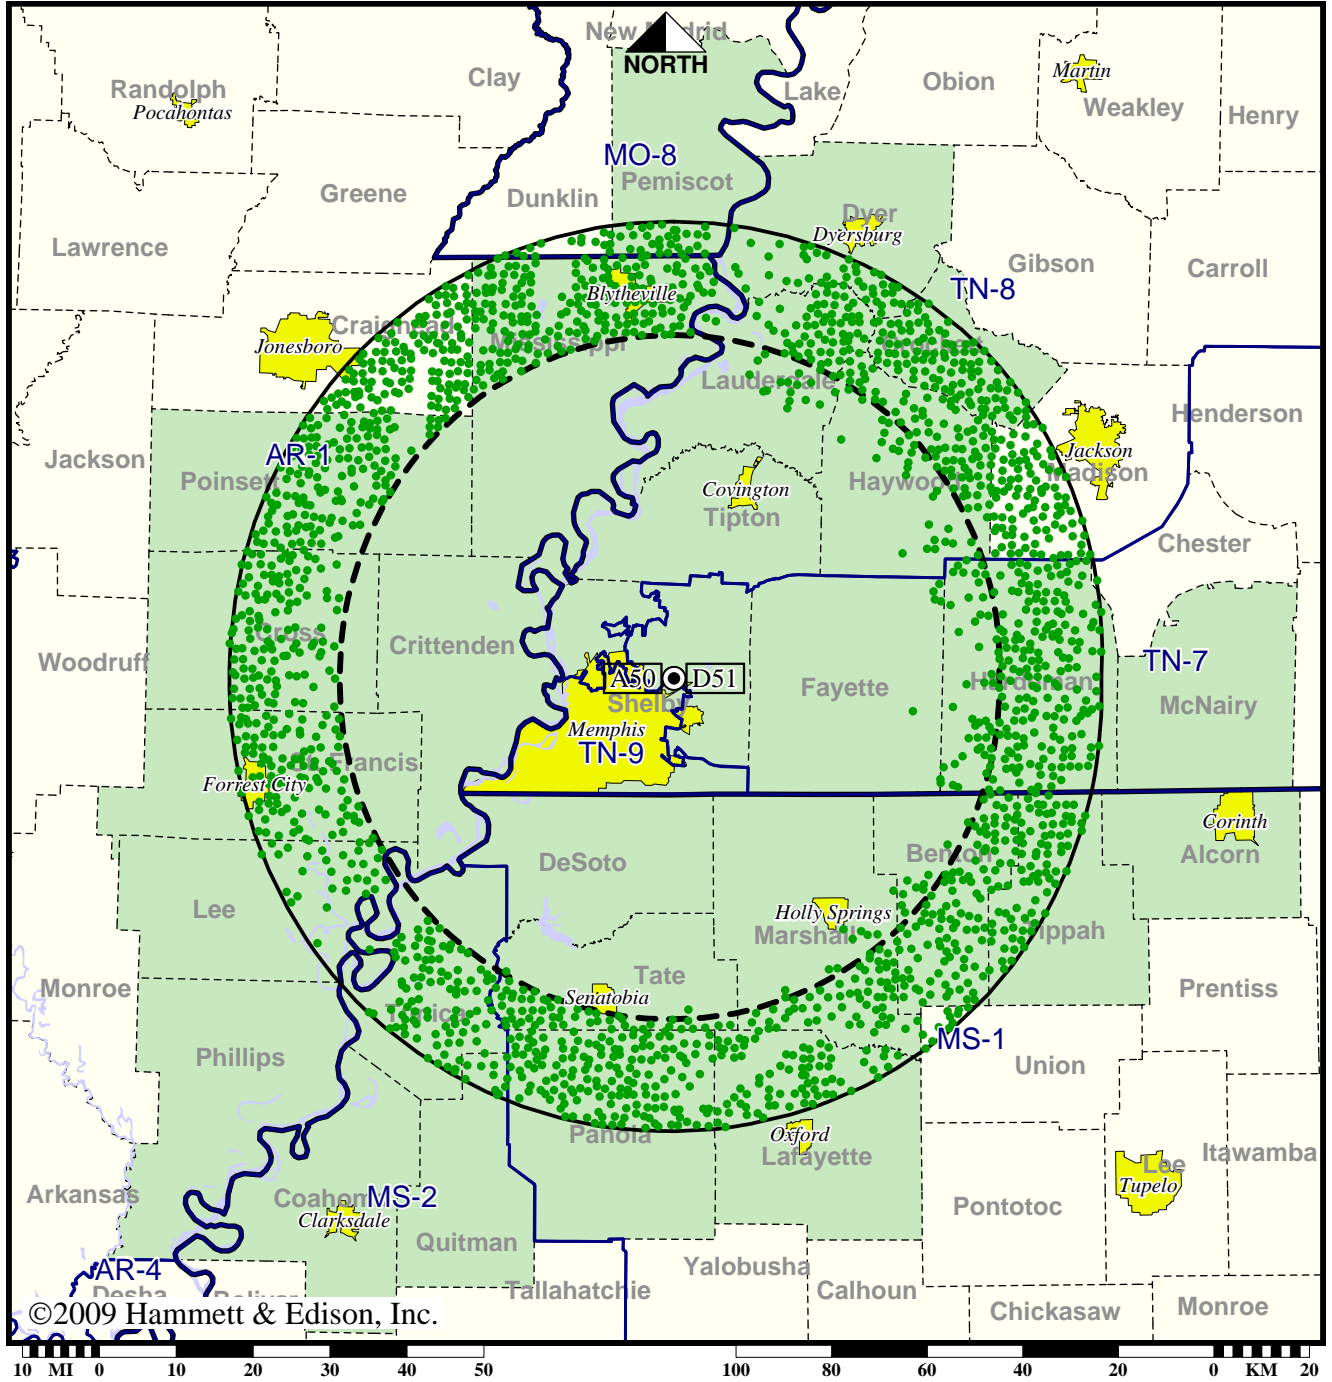 New Madrid
NORTH
Clay
Obion
Martin
Lake
Randolph
Pocahontas
Weakley
Henry
MO-8
Pemiscot
Greene
Dunklin
Dyer
Dyersburg
Lawrence
Gibson
Carroll
TN-8
Blytheville
Craighead
Jonesboro
Mississippi
Crockett
Lauderdale
Henderson
Jackson
AR-1
Jackson
Madison
Poinsett
Haywood
Covington
Tipton
Chester
Cross
Crittenden
Woodruff
TN-7
A50
D51
Shelby
Fayette
Hardeman
McNairy
Memphis
TN-9
St. Francis
Forrest City
Corinth
Alcorn
DeSoto
Benton
Lee
Holly Springs
Marshall
Tippah
Tate
Monroe
Senatobia
Prentiss
Tunica
MS-1
Phillips
Union
Panola
Oxford
Lafayette
Itawamba
Lee
Tupelo
Arkansas
Coahoma
MS-2
Clarksdale
Pontotoc
Quitman
AR-4
Yalobusha
Desha
Bolivar
Tallahatchie
Calhoun
Chickasaw
Monroe
©2009 Hammett & Edison, Inc.
10 MI 0 10 20 30 40 50 100 80 60 40 20 0 KM 20